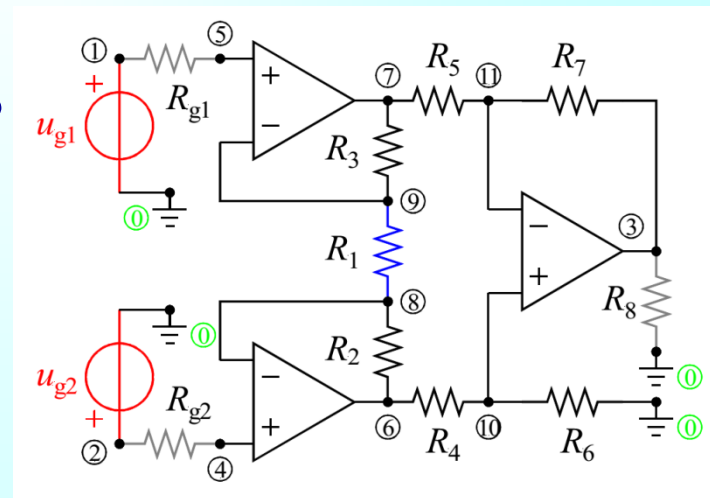 ① ⑤ ⑦ R5 ⑪ R7
+ Rg1 + −
ug1 R3
⓪ ⑨ ③
R1 − +
⑧ R8
⓪ R2 ⓪
ug2 − +
+ Rg2 ⓪
② ④ ⑥ R4 ⑩ R6